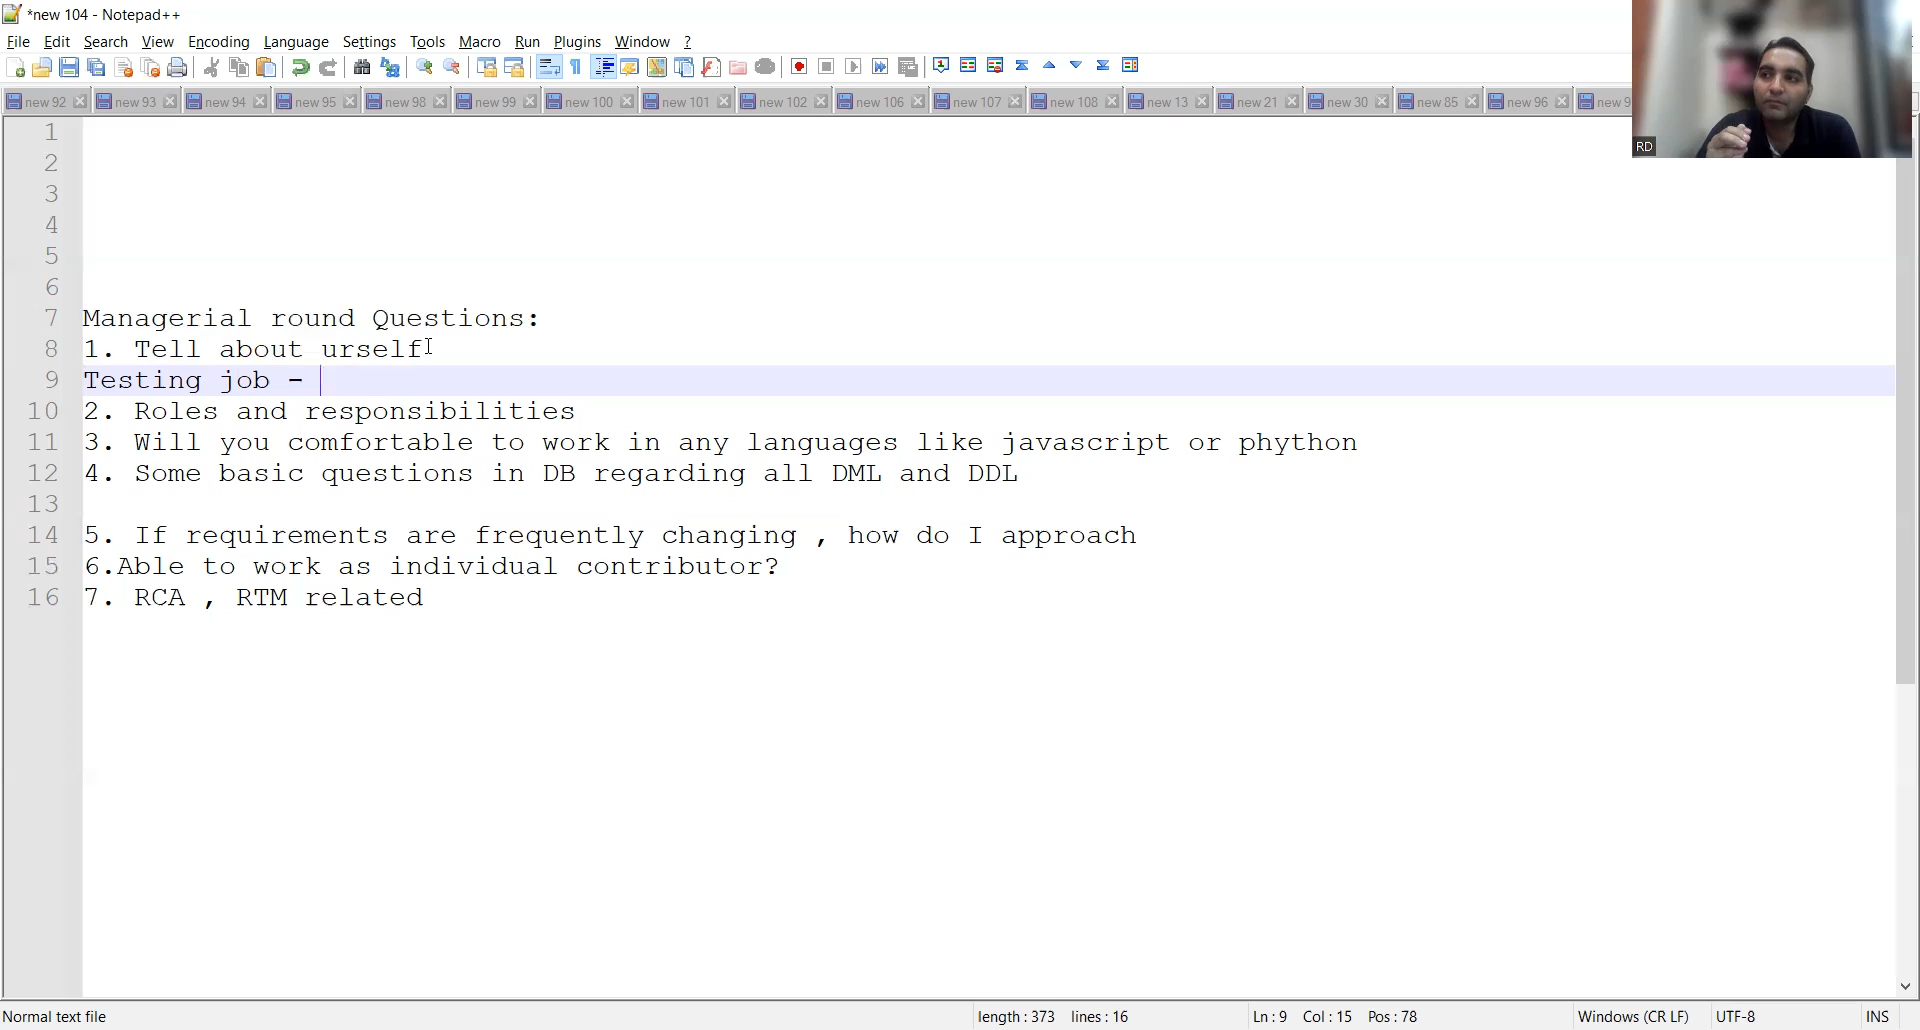 *new 104 - Notepad++
File Edit Search View Encoding Language Settings Tools Macro Run Plugins Window ?
new 92 new 93 new 94 new 95 new 98 new 99 new 100 new 101 new 102 new 106 new 107 new 108 new 13 new 21 new 30 new 85 new 96 new 9
RD
1
2
3
4
5
6
7 Managerial round Questions:
8 1. Tell about urself
9 Testing job -
10 2. Roles and responsibilities
11 3. Will you comfortable to work in any languages like javascript or phython
12 4. Some basic questions in DB regarding all DML and DDL
13
14 5. If requirements are frequently changing , how do I approach
15 6.Able to work as individual contributor?
16 7. RCA , RTM related
Normal text file length : 373 lines : 16 Ln : 9 Col : 15 Pos : 78 Windows (CR LF) UTF-8 INS